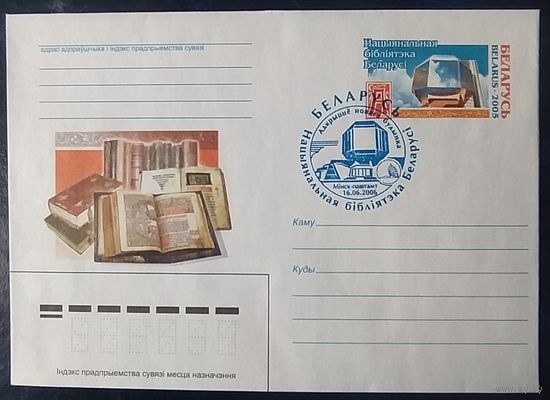 адрас адпраўшчыка і індэкс прадпрыемства сувязі
Нацыянальная
бібліятэка
Беларусі
БЕЛАРУСЬ
BELARUS · 2005
А
БЕЛАРУСЬ
Адкрыццё новага будынка
Мінск-паштамт
16.06.2006
Нацыянальная бібліятэка Беларусі
Каму
Куды
Індэкс прадпрыемства сувязі месца назначэння